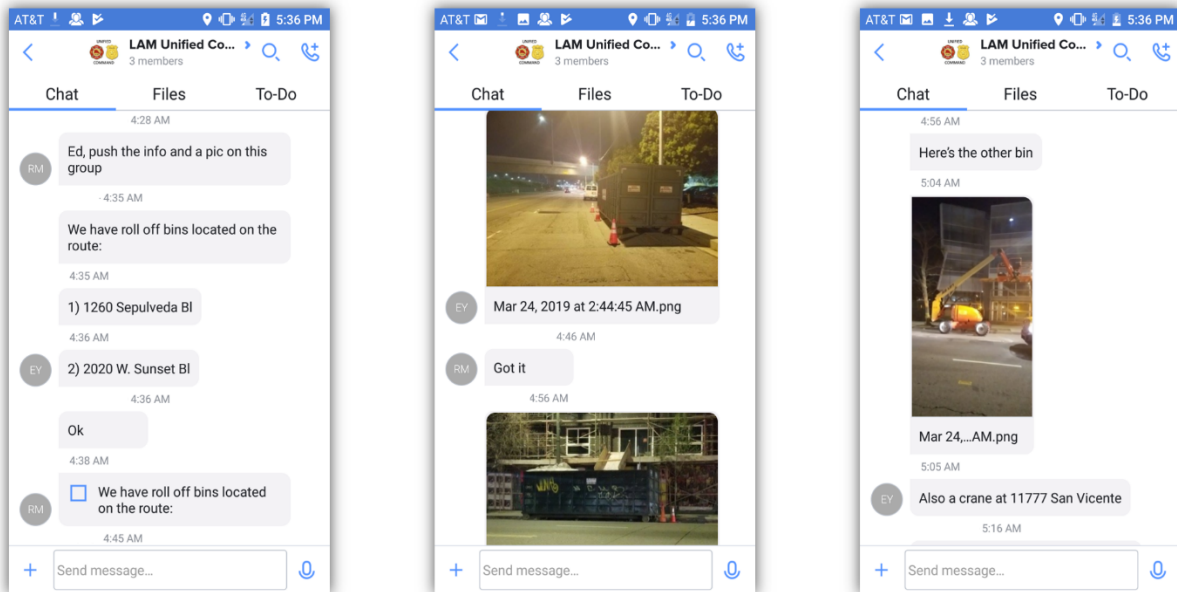 AT&T 5:36 PM
UNIFIED
COMMAND
LAM Unified Co...
3 members
Chat Files To-Do
4:28 AM
Ed, push the info and a pic on this
group
RM
· 4:35 AM
We have roll off bins located on the
route:
4:35 AM
1) 1260 Sepulveda Bl
4:36 AM
EY
2) 2020 W. Sunset Bl
4:36 AM
Ok
4:38 AM
We have roll off bins located
on the route:
RM
4:45 AM
+ Send message...
AT&T 5:36 PM
UNIFIED
COMMAND
LAM Unified Co...
3 members
Chat Files To-Do
EY
Mar 24, 2019 at 2:44:45 AM.png
4:46 AM
RM
Got it
4:56 AM
+ Send message...
AT&T 5:36 PM
UNIFIED
COMMAND
LAM Unified Co...
3 members
Chat Files To-Do
4:56 AM
Here's the other bin
5:04 AM
Mar 24,...AM.png
5:05 AM
EY
Also a crane at 11777 San Vicente
5:16 AM
+ Send message...